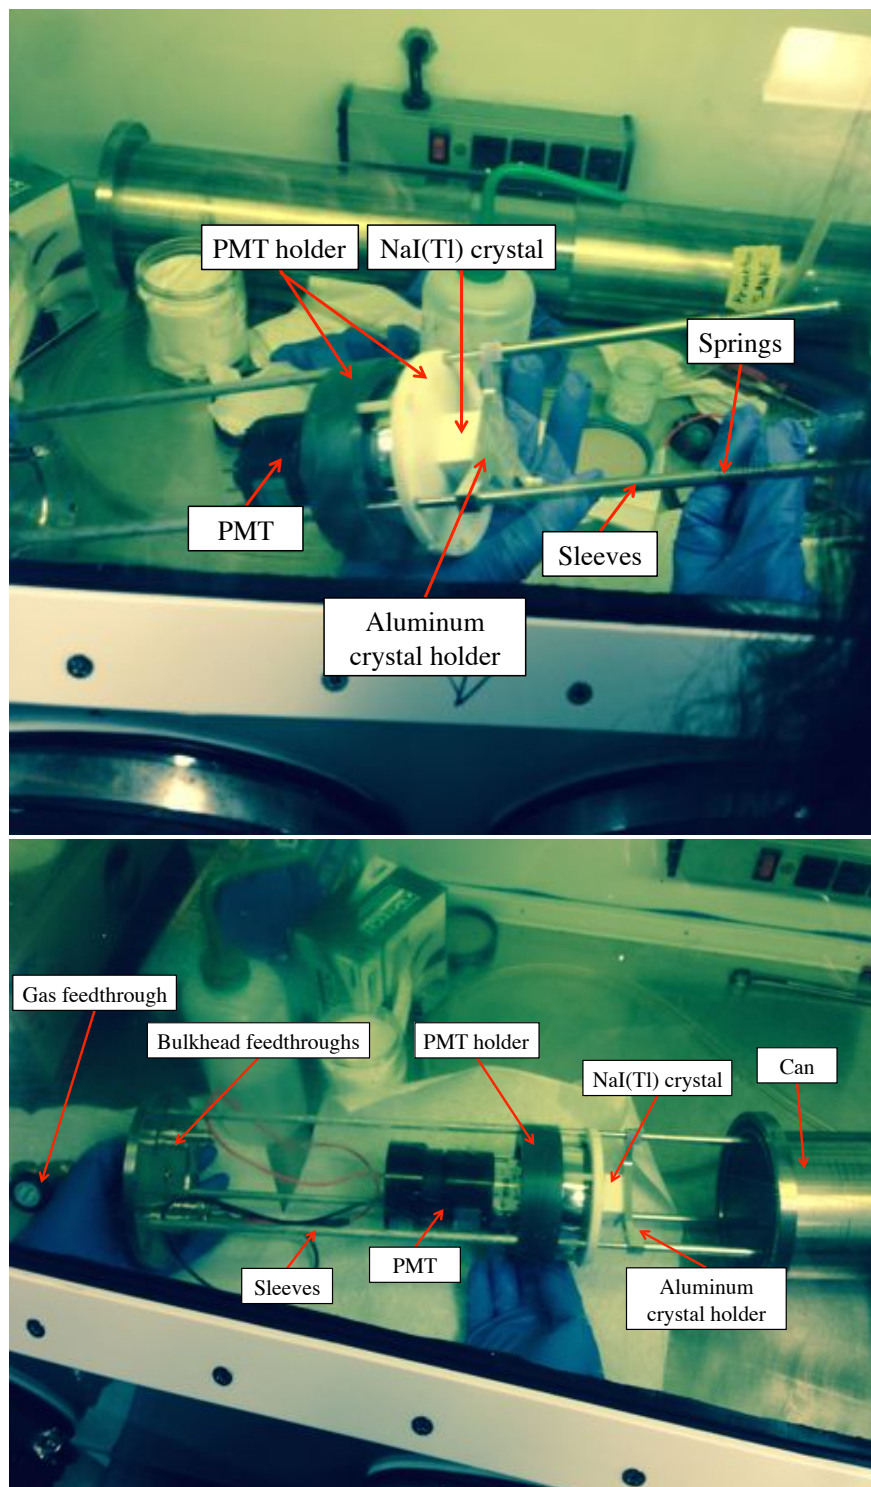 PMT holder
NaI(Tl) crystal
Springs
PMT
Sleeves
Aluminum
crystal holder
Gas feedthrough
Bulkhead feedthroughs
PMT holder
NaI(Tl) crystal
Can
Sleeves
PMT
Aluminum
crystal holder